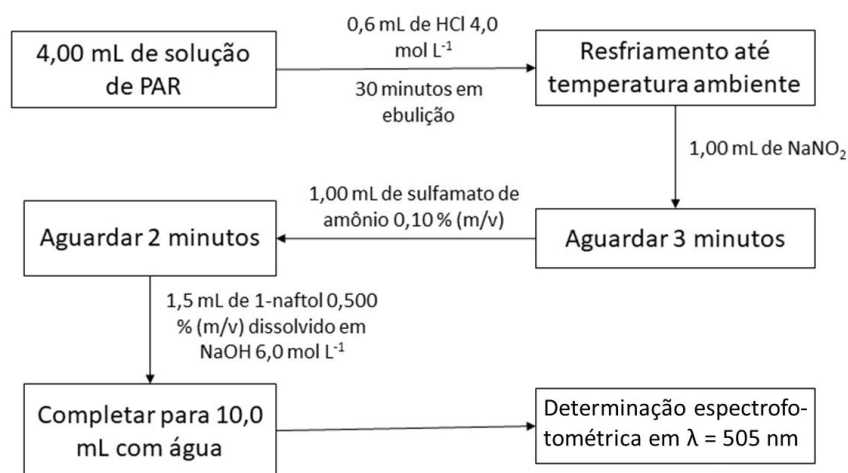 4,00 mL de solução
de PAR
0,6 mL de HCl 4,0
mol L⁻¹
30 minutos em
ebulição
Resfriamento até
temperatura ambiente
1,00 mL de NaNO₂
Aguardar 3 minutos
1,00 mL de sulfamato de
amônio 0,10 % (m/v)
Aguardar 2 minutos
1,5 mL de 1-naftol 0,500
% (m/v) dissolvido em
NaOH 6,0 mol L⁻¹
Completar para 10,0
mL com água
Determinação espectrofo-
tométrica em λ = 505 nm